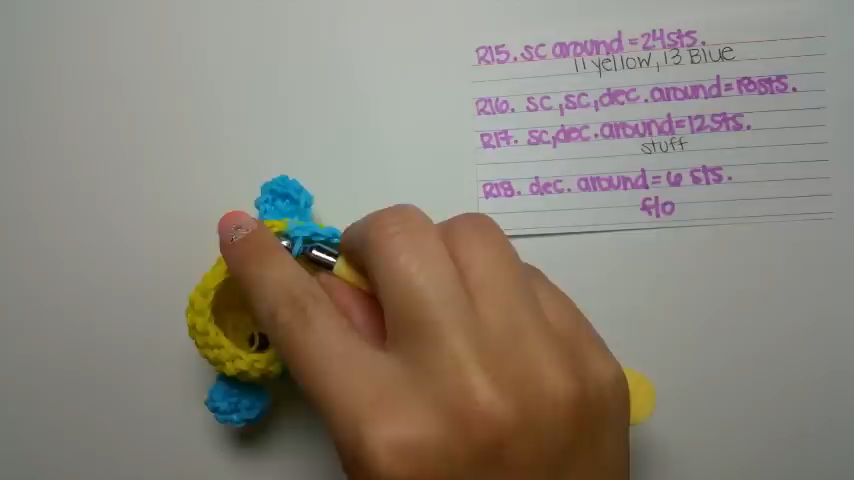 R15. sc around = 24sts.
11 yellow, 13 Blue
R16. sc, sc, dec. around = 18sts.
R17. sc, dec. around = 12sts.
stuff
R18. dec. around = 6 sts.
f/o